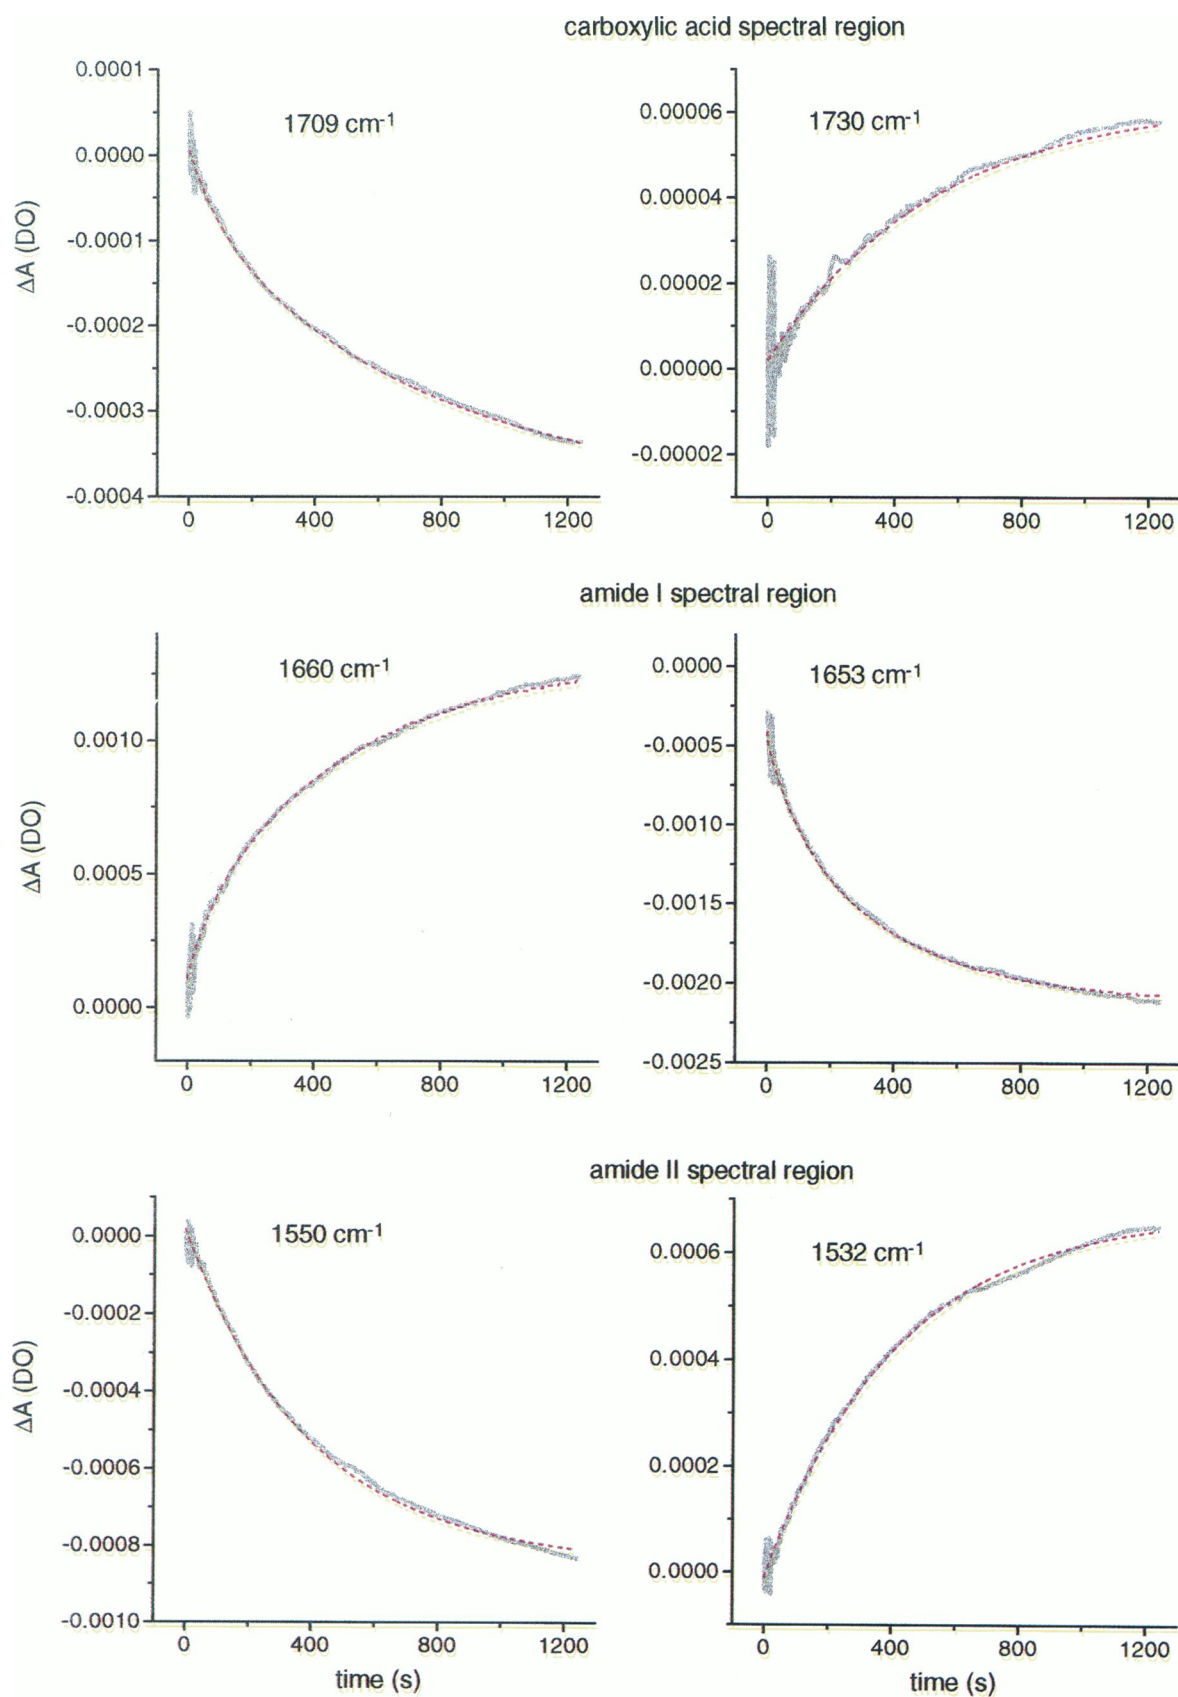 carboxylic acid spectral region
1709 cm-1
0.0001
0.0000
-0.0001
-0.0002
-0.0003
-0.0004
ΔA (DO)
0 400 800 1200
1730 cm-1
0.00006
0.00004
0.00002
0.00000
-0.00002
0 400 800 1200
amide I spectral region
1660 cm-1
0.0010
0.0005
0.0000
ΔA (DO)
0 400 800 1200
1653 cm-1
0.0000
-0.0005
-0.0010
-0.0015
-0.0020
-0.0025
0 400 800 1200
amide II spectral region
1550 cm-1
0.0000
-0.0002
-0.0004
-0.0006
-0.0008
-0.0010
ΔA (DO)
0 400 800 1200
time (s)
1532 cm-1
0.0006
0.0004
0.0002
0.0000
0 400 800 1200
time (s)